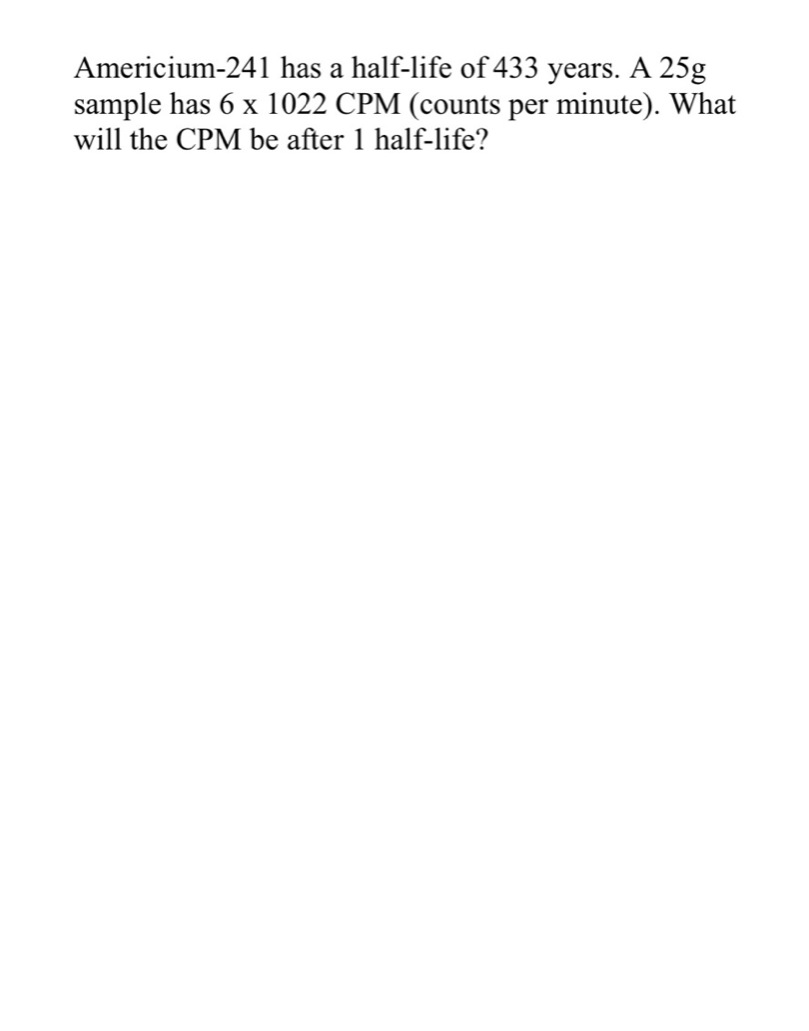 Americium-241 has a half-life of 433 years. A 25g
sample has 6 x 1022 CPM (counts per minute). What
will the CPM be after 1 half-life?